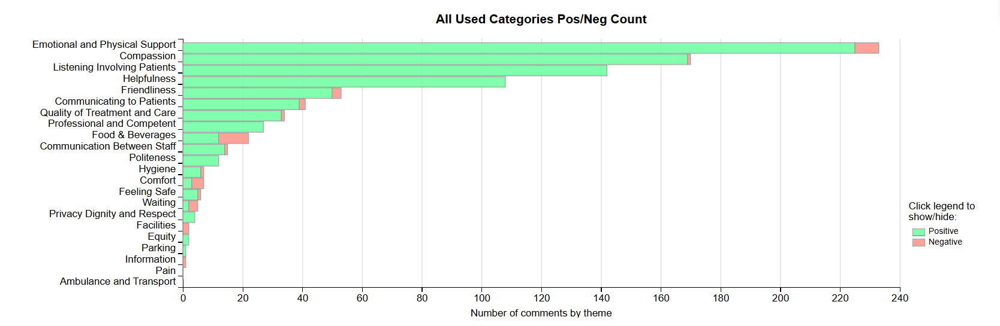 All Used Categories Pos/Neg Count
Emotional and Physical Support
Compassion
Listening Involving Patients
Helpfulness
Friendliness
Communicating to Patients
Quality of Treatment and Care
Professional and Competent
Food & Beverages
Communication Between Staff
Politeness
Hygiene
Comfort
Feeling Safe
Waiting
Privacy Dignity and Respect
Facilities
Equity
Parking
Information
Pain
Ambulance and Transport
0 20 40 60 80 100 120 140 160 180 200 220 240
Number of comments by theme
Click legend to
show/hide:
Positive
Negative